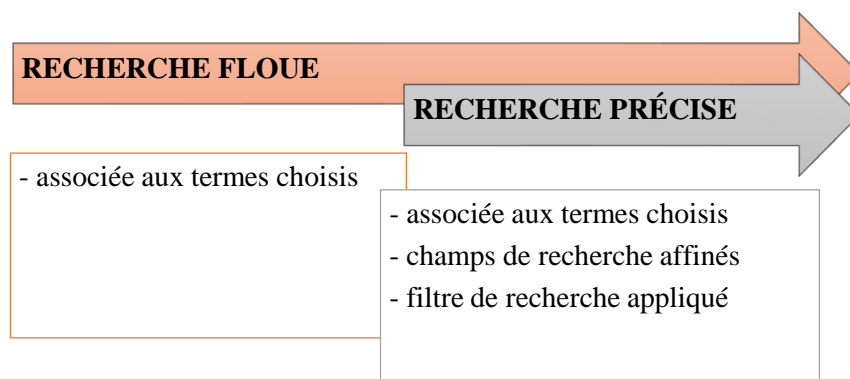 RECHERCHE FLOUE
RECHERCHE PRÉCISE
- associée aux termes choisis
- associée aux termes choisis
- champs de recherche affinés
- filtre de recherche appliqué